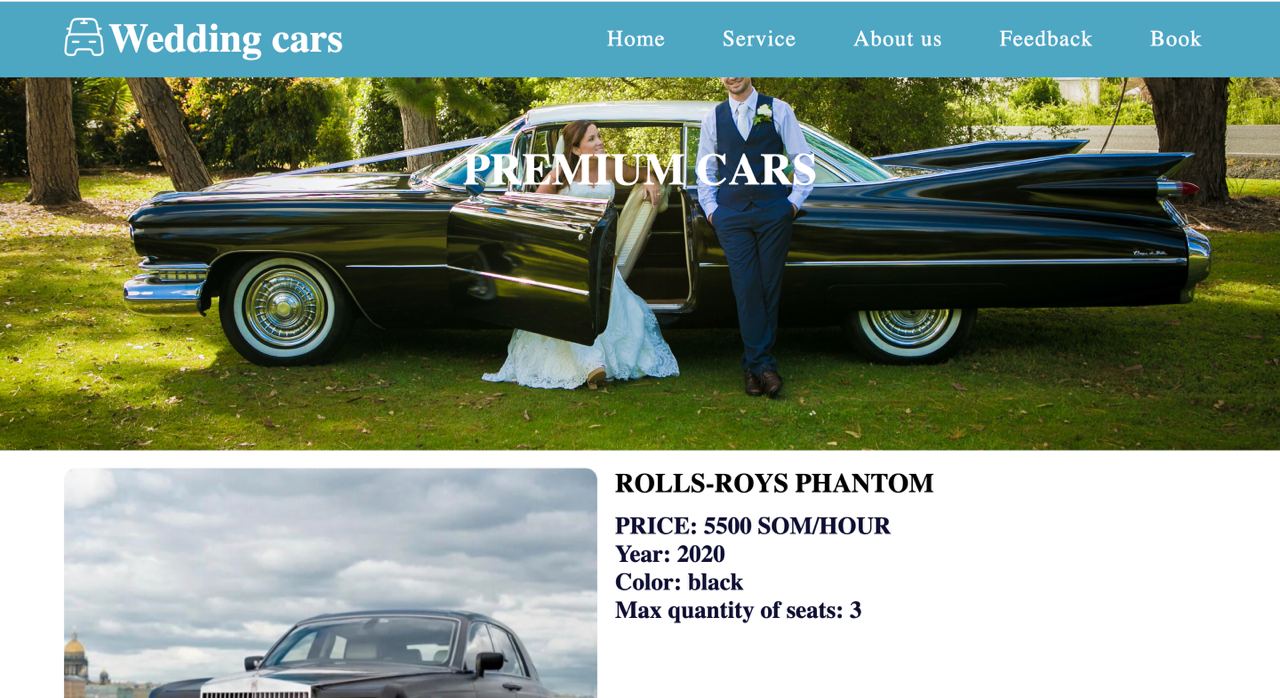 Wedding cars
Home Service About us Feedback Book
PREMIUM CARS
ROLLS-ROYS PHANTOM
PRICE: 5500 SOM/HOUR
Year: 2020
Color: black
Max quantity of seats: 3